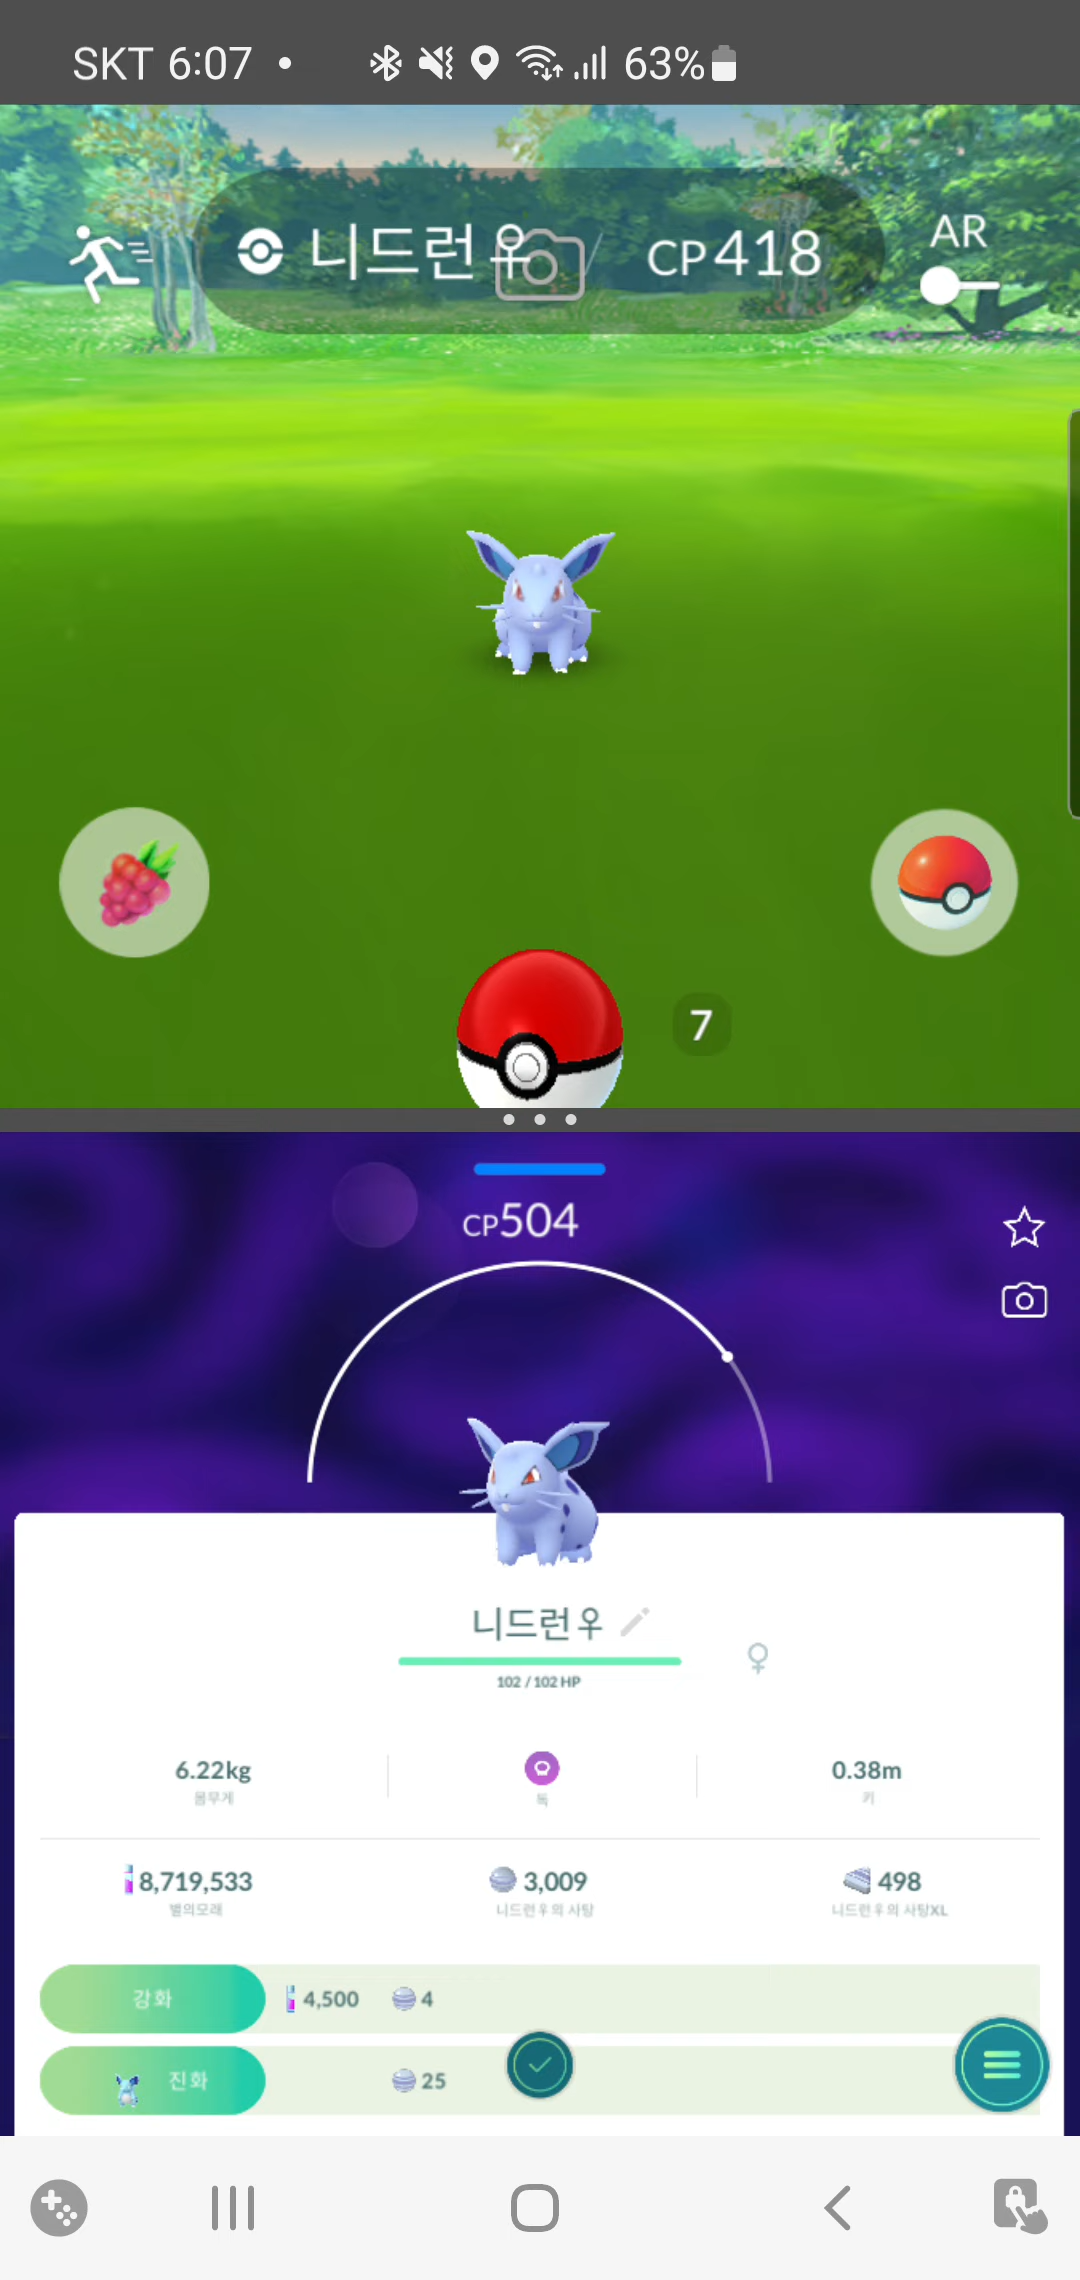 SKT 6:07 • 63%
니드런♀ CP418
AR
7
CP504
니드런♀
102 / 102 HP
6.22kg 0.38m
몸무게 독 키
8,719,533 3,009 498
별의모래 니드런♀의 사탕 니드런♀의 사탕XL
강화 4,500 4
진화 25